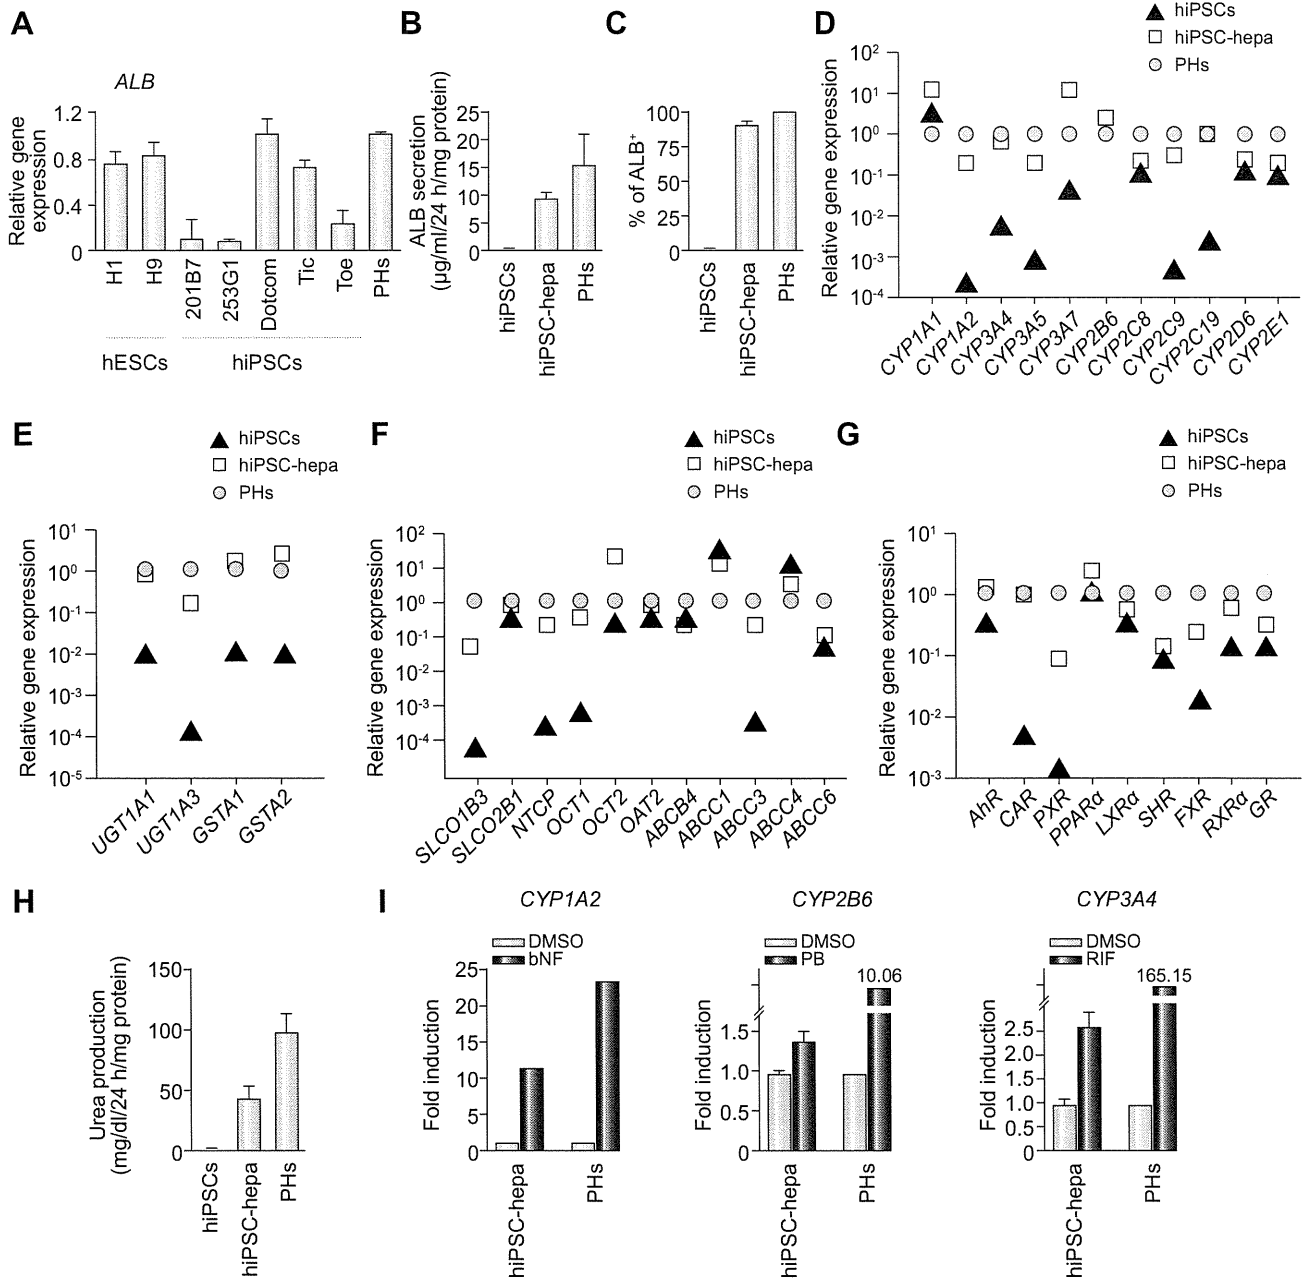 A
ALB
Relative gene
expression
1.2
0.8
0.4
0
H1
H9
201B7
253G1
Dotcom
Tic
Toe
PHs
hESCs
hiPSCs
B
ALB secretion
(μg/ml/24 h/mg protein)
25
20
15
10
5
0
hiPSCs
hiPSC-hepa
PHs
C
% of ALB⁺
100
75
50
25
0
hiPSCs
hiPSC-hepa
PHs
D
hiPSCs
hiPSC-hepa
PHs
Relative gene expression
10²
10¹
10⁰
10⁻¹
10⁻²
10⁻³
10⁻⁴
CYP1A1
CYP1A2
CYP3A4
CYP3A5
CYP3A7
CYP2B6
CYP2C8
CYP2C9
CYP2C19
CYP2D6
CYP2E1
E
hiPSCs
hiPSC-hepa
PHs
Relative gene expression
10¹
10⁰
10⁻¹
10⁻²
10⁻³
10⁻⁴
10⁻⁵
UGT1A1
UGT1A3
GSTA1
GSTA2
F
hiPSCs
hiPSC-hepa
PHs
Relative gene expression
10²
10¹
10⁰
10⁻¹
10⁻²
10⁻³
10⁻⁴
SLCO1B3
SLCO2B1
NTCP
OCT1
OCT2
OAT2
ABCB4
ABCC1
ABCC3
ABCC4
ABCC6
G
hiPSCs
hiPSC-hepa
PHs
Relative gene expression
10¹
10⁰
10⁻¹
10⁻²
10⁻³
AhR
CAR
PXR
PPARα
LXRα
SHR
FXR
RXRα
GR
H
Urea production
(mg/dl/24 h/mg protein)
150
100
50
0
hiPSCs
hiPSC-hepa
PHs
I
CYP1A2
DMSO
bNF
Fold induction
25
20
15
10
5
0
hiPSC-hepa
PHs
CYP2B6
DMSO
PB
10.06
Fold induction
1.5
1.0
0.5
0
hiPSC-hepa
PHs
CYP3A4
DMSO
RIF
165.15
Fold induction
2.5
2.0
1.5
1.0
0.5
0
hiPSC-hepa
PHs